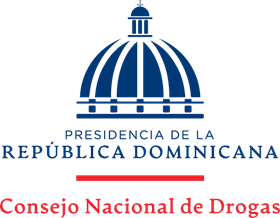 PRESIDENCIA DE LA
REPÚBLICA DOMINICANA
Consejo Nacional de Drogas